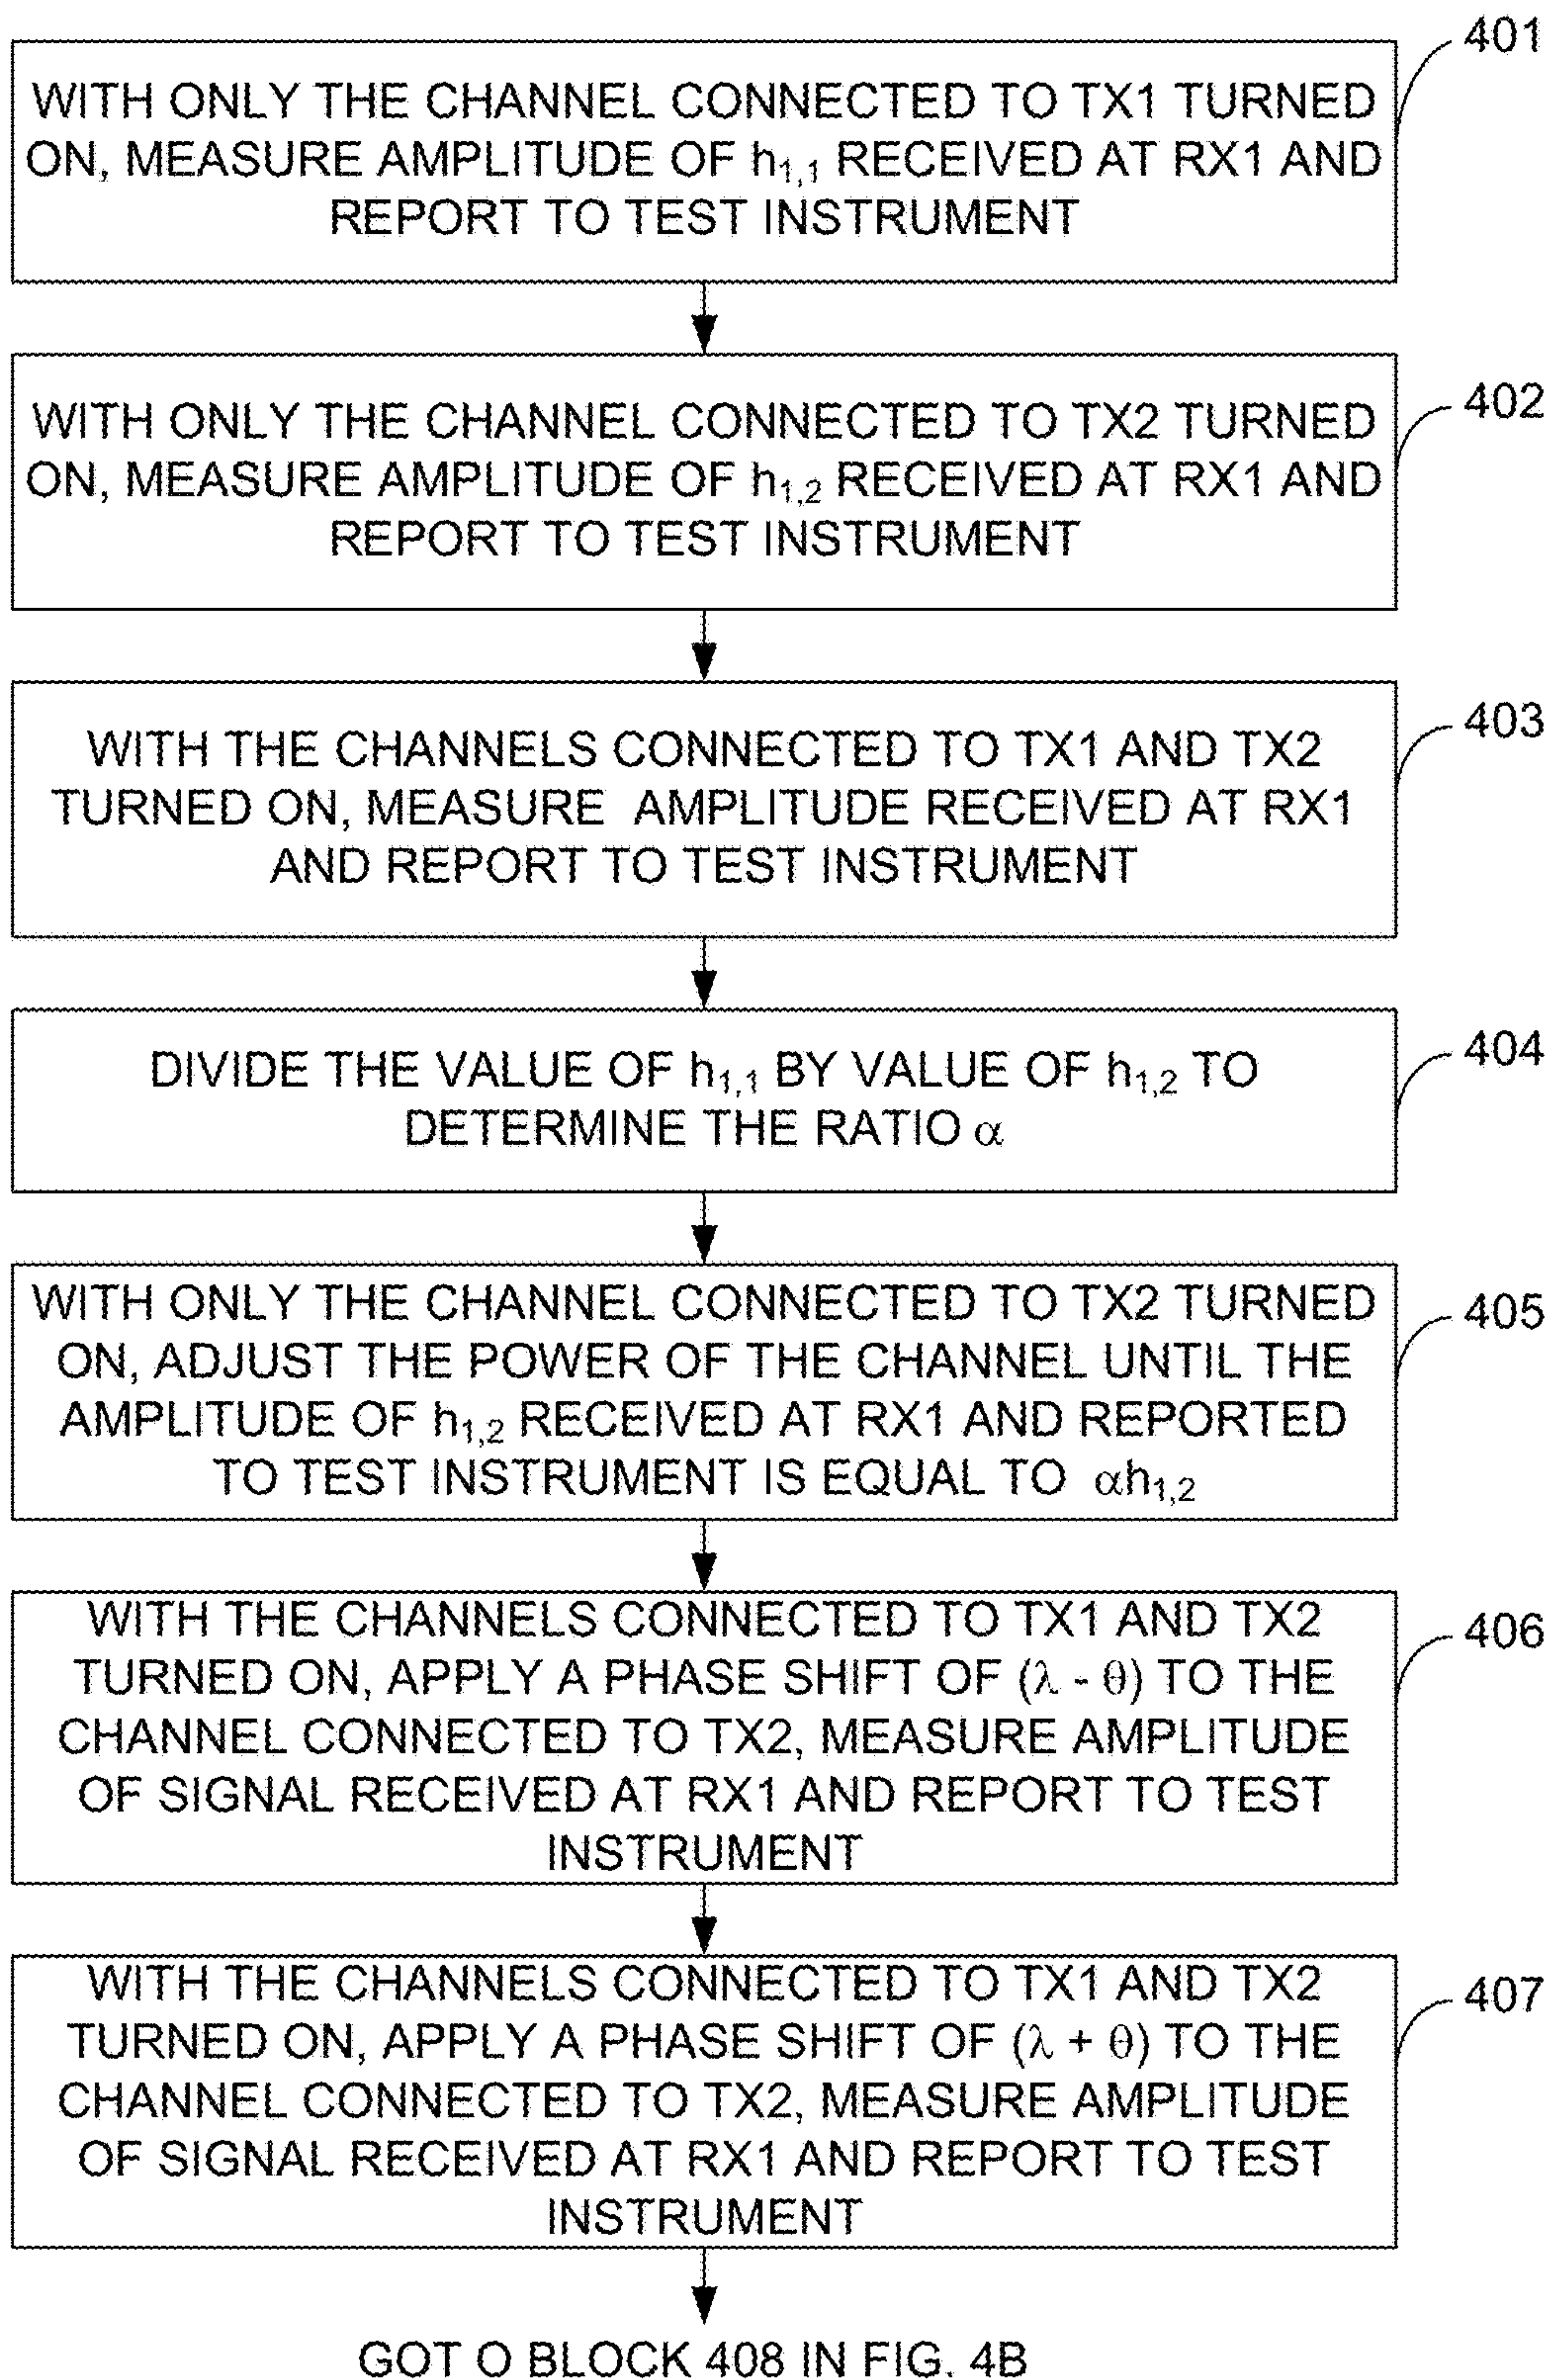 401
WITH ONLY THE CHANNEL CONNECTED TO TX1 TURNED
ON, MEASURE AMPLITUDE OF h1,1 RECEIVED AT RX1 AND
REPORT TO TEST INSTRUMENT
402
WITH ONLY THE CHANNEL CONNECTED TO TX2 TURNED
ON, MEASURE AMPLITUDE OF h1,2 RECEIVED AT RX1 AND
REPORT TO TEST INSTRUMENT
403
WITH THE CHANNELS CONNECTED TO TX1 AND TX2
TURNED ON, MEASURE AMPLITUDE RECEIVED AT RX1
AND REPORT TO TEST INSTRUMENT
404
DIVIDE THE VALUE OF h1,1 BY VALUE OF h1,2 TO
DETERMINE THE RATIO α
405
WITH ONLY THE CHANNEL CONNECTED TO TX2 TURNED
ON, ADJUST THE POWER OF THE CHANNEL UNTIL THE
AMPLITUDE OF h1,2 RECEIVED AT RX1 AND REPORTED
TO TEST INSTRUMENT IS EQUAL TO αh1,2
406
WITH THE CHANNELS CONNECTED TO TX1 AND TX2
TURNED ON, APPLY A PHASE SHIFT OF (λ - θ) TO THE
CHANNEL CONNECTED TO TX2, MEASURE AMPLITUDE
OF SIGNAL RECEIVED AT RX1 AND REPORT TO TEST
INSTRUMENT
407
WITH THE CHANNELS CONNECTED TO TX1 AND TX2
TURNED ON, APPLY A PHASE SHIFT OF (λ + θ) TO THE
CHANNEL CONNECTED TO TX2, MEASURE AMPLITUDE
OF SIGNAL RECEIVED AT RX1 AND REPORT TO TEST
INSTRUMENT
GOT O BLOCK 408 IN FIG. 4B